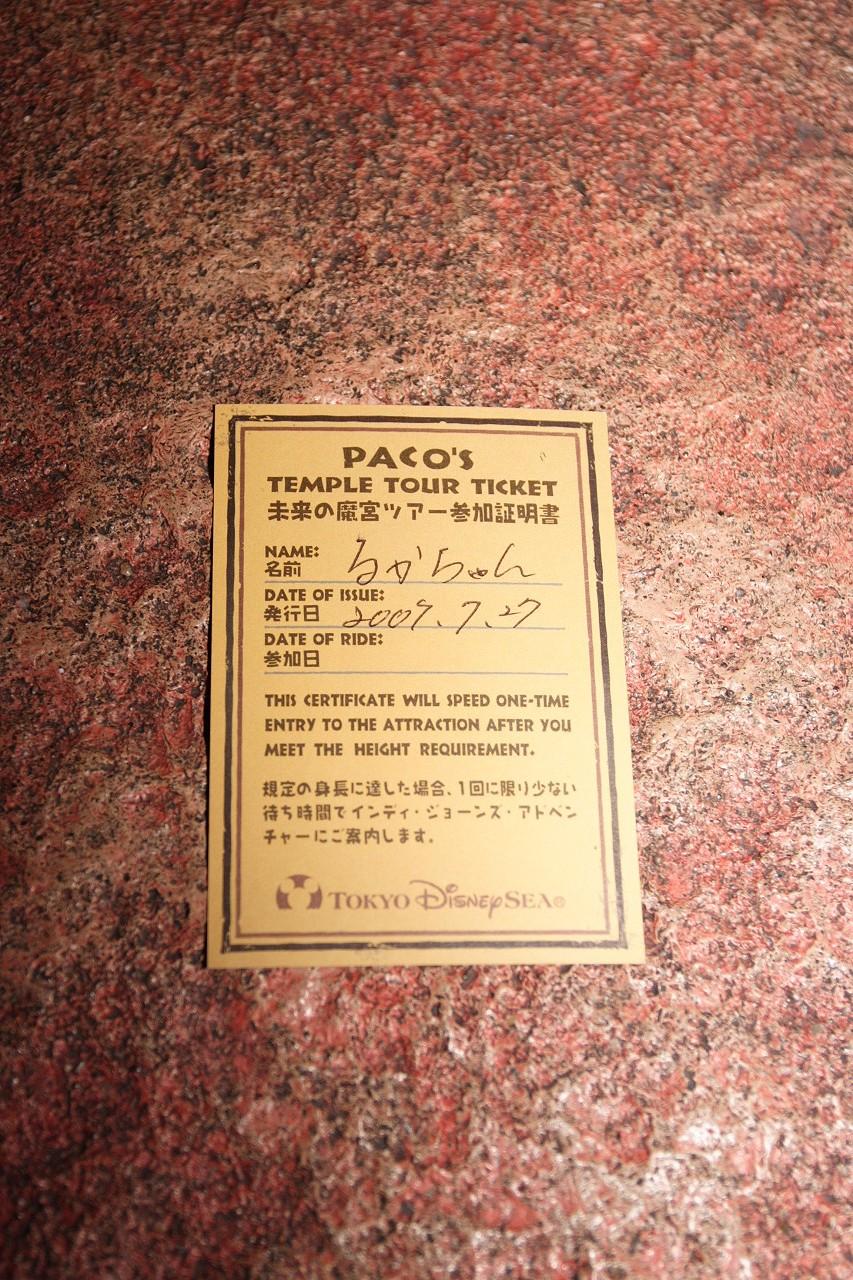 PACO'S
TEMPLE TOUR TICKET
未来の魔宮ツアー参加証明書
NAME:
名前 るかちゃん
DATE OF ISSUE:
発行日 2009.7.27
DATE OF RIDE:
参加日
THIS CERTIFICATE WILL SPEED ONE-TIME
ENTRY TO THE ATTRACTION AFTER YOU
MEET THE HEIGHT REQUIREMENT.
規定の身長に達した場合、1回に限り少ない
待ち時間でインディ・ジョーンズ・アドベン
チャーにご案内します。
TOKYO DISNEYSEA®